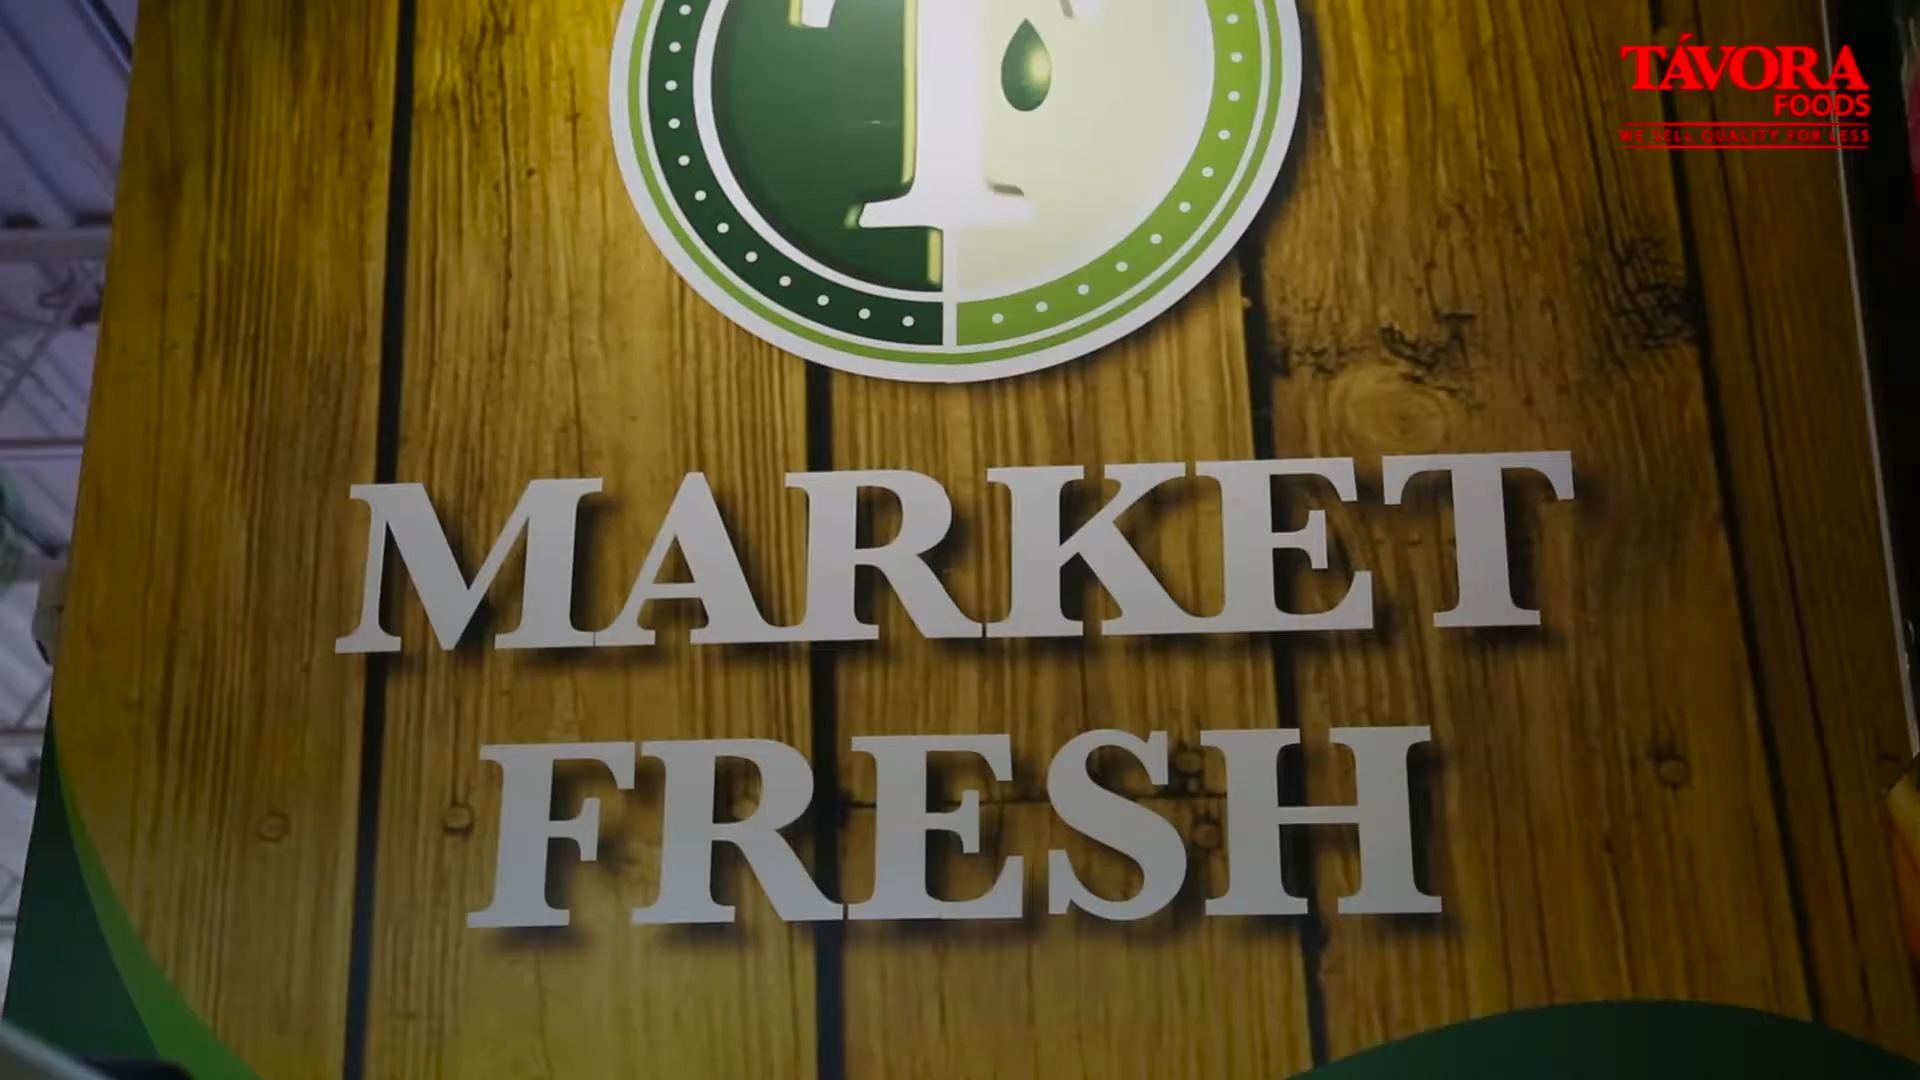 TÁVORA
FOODS
WE SELL QUALITY FOR LESS
T
MARKET
FRESH